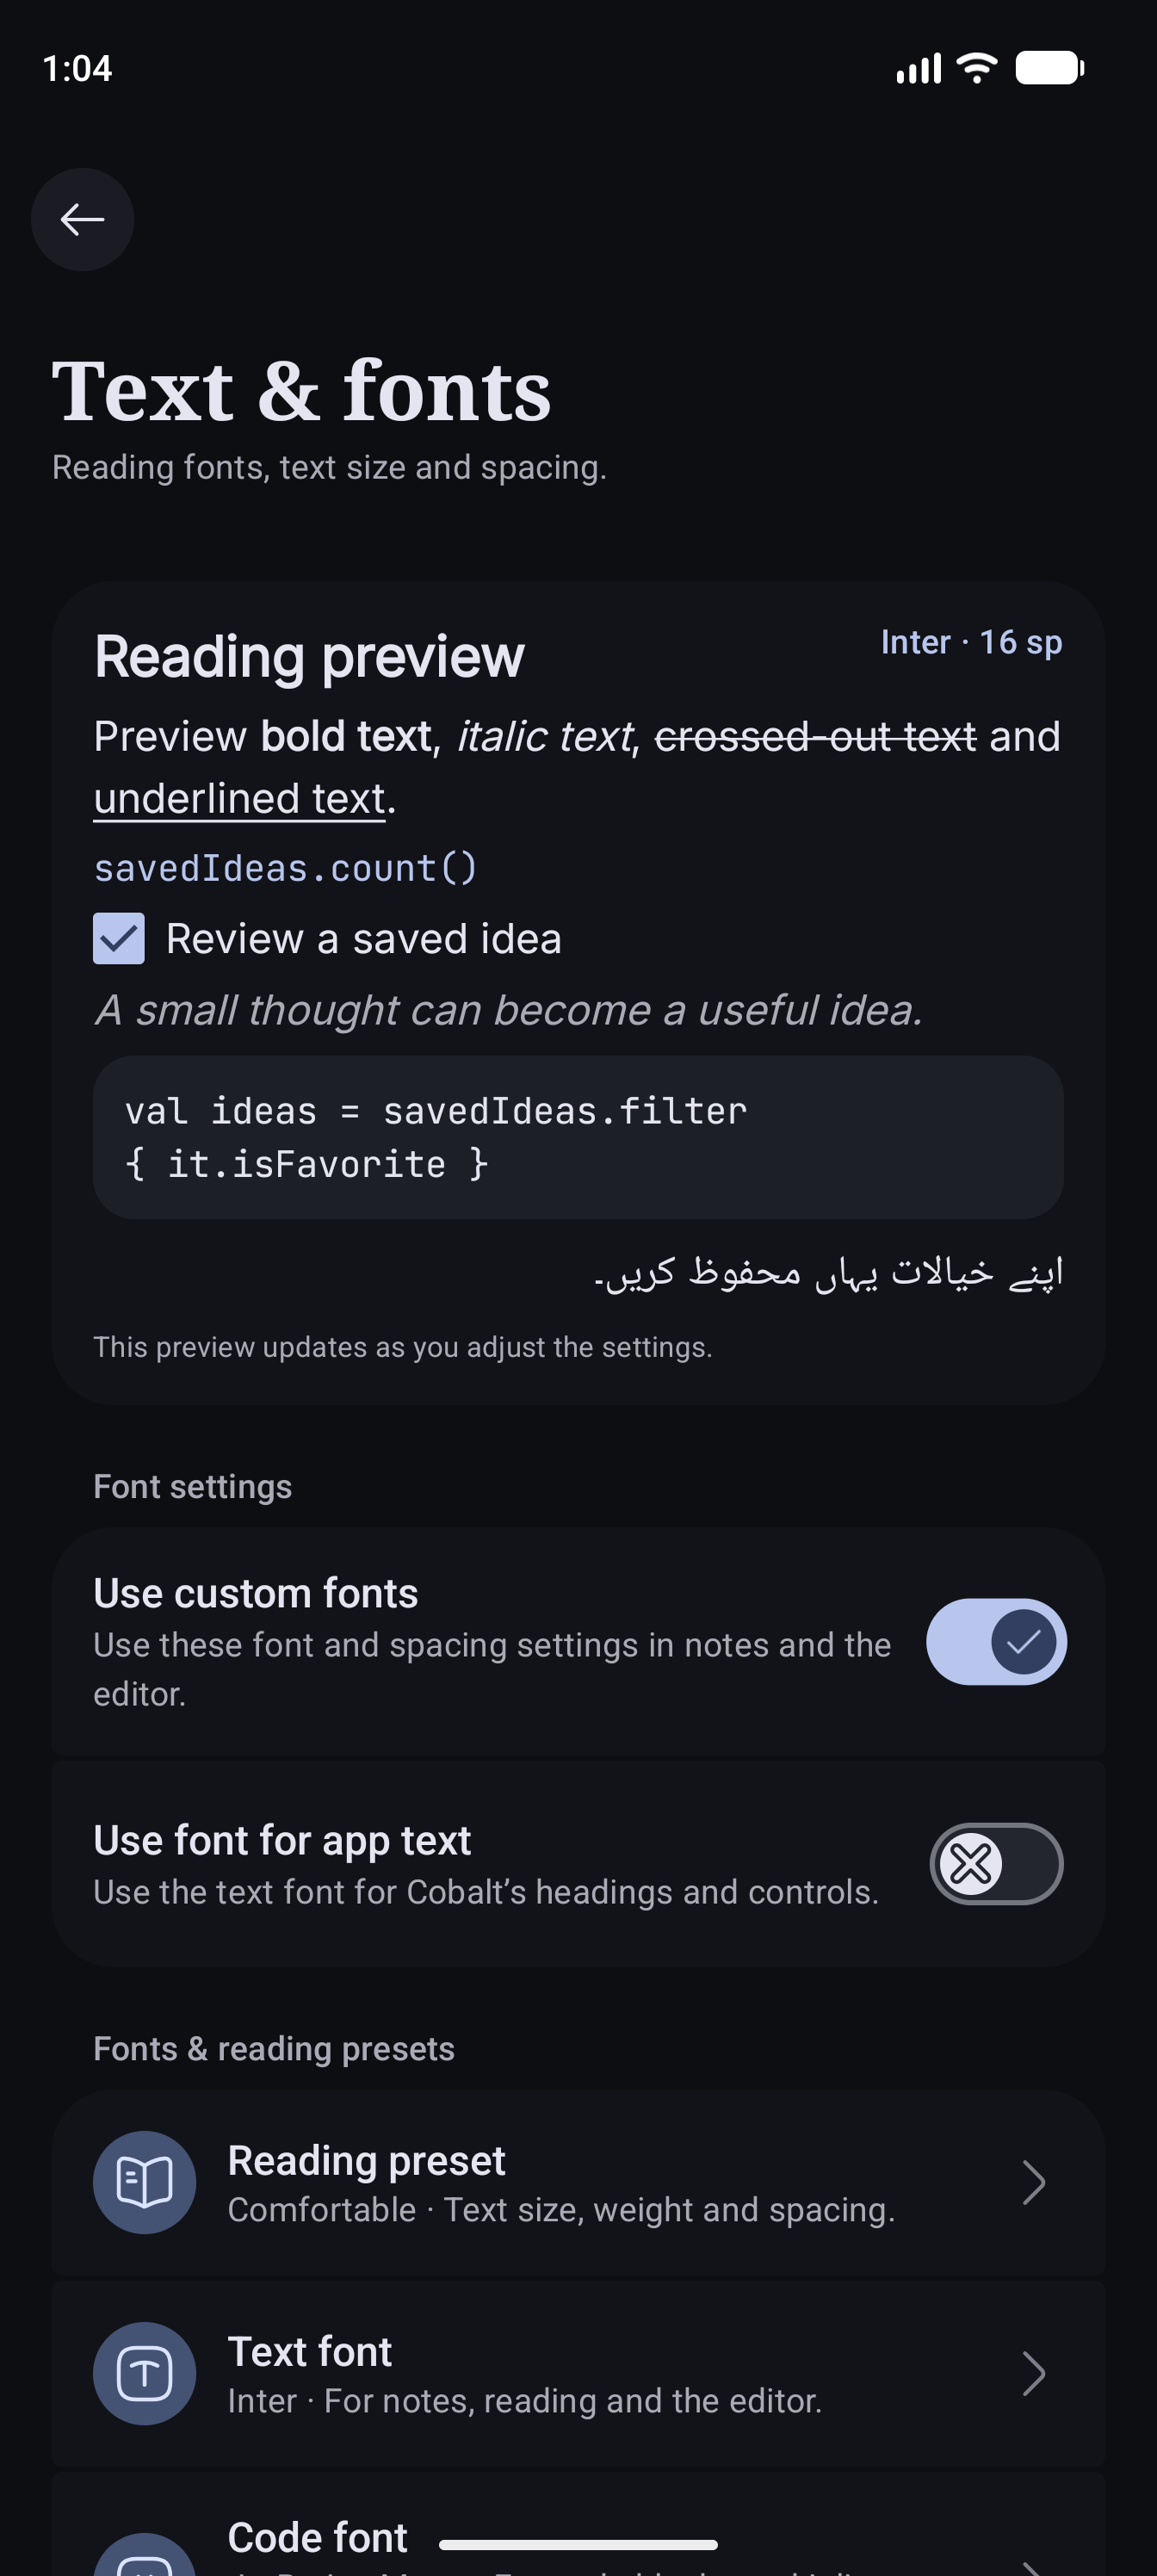 1:04
Text & fonts
Reading fonts, text size and spacing.
Reading preview
Inter · 16 sp
Preview bold text, italic text, crossed-out text and
underlined text.
savedIdeas.count()
Review a saved idea
A small thought can become a useful idea.
val ideas = savedIdeas.filter
{ it.isFavorite }
اپنے خیالات یہاں محفوظ کریں۔
This preview updates as you adjust the settings.
Font settings
Use custom fonts
Use these font and spacing settings in notes and the
editor.
Use font for app text
Use the text font for Cobalt’s headings and controls.
Fonts & reading presets
Reading preset
Comfortable · Text size, weight and spacing.
Text font
Inter · For notes, reading and the editor.
Code font